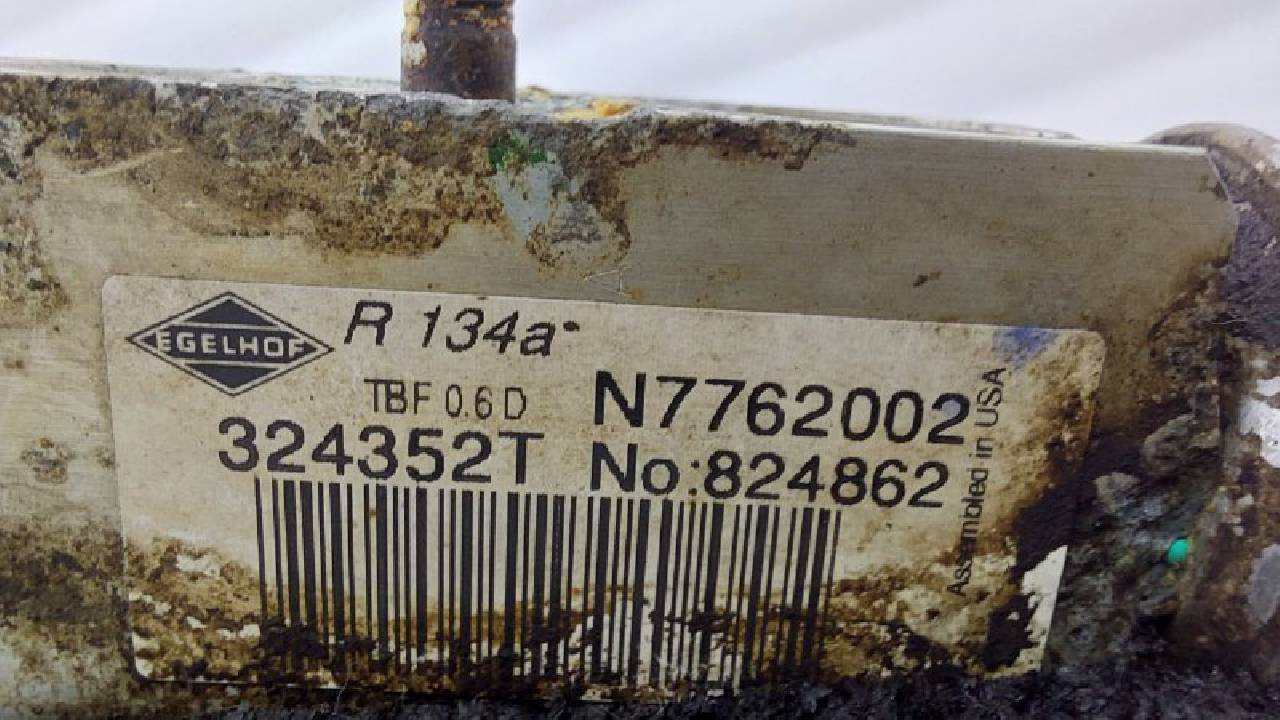 EGELHOF
R 134a
TBF 0.6 D
N7762002
324352T
No:824862
Assembled in USA